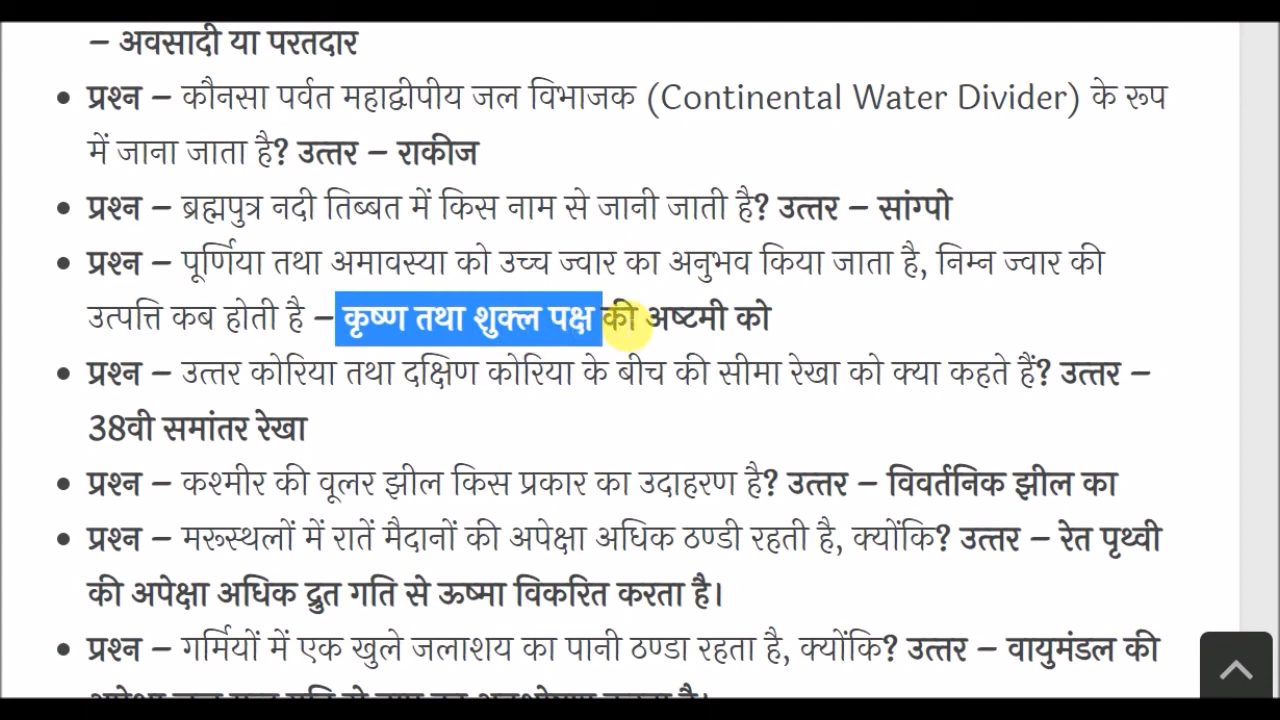 – अवसादी या परतदार
• प्रश्न – कौनसा पर्वत महाद्वीपीय जल विभाजक (Continental Water Divider) के रूप
में जाना जाता है? उत्तर – राकीज
• प्रश्न – ब्रह्मपुत्र नदी तिब्बत में किस नाम से जानी जाती है? उत्तर – सांग्पो
• प्रश्न – पूर्णिया तथा अमावस्या को उच्च ज्वार का अनुभव किया जाता है, निम्न ज्वार की
उत्पत्ति कब होती है – कृष्ण तथा शुक्ल पक्ष की अष्टमी को
• प्रश्न – उत्तर कोरिया तथा दक्षिण कोरिया के बीच की सीमा रेखा को क्या कहते हैं? उत्तर –
38वी समांतर रेखा
• प्रश्न – कश्मीर की वूलर झील किस प्रकार का उदाहरण है? उत्तर – विवर्तनिक झील का
• प्रश्न – मरूस्थलों में रातें मैदानों की अपेक्षा अधिक ठण्डी रहती है, क्योंकि? उत्तर – रेत पृथ्वी
की अपेक्षा अधिक द्रुत गति से ऊष्मा विकरित करता है।
• प्रश्न – गर्मियों में एक खुले जलाशय का पानी ठण्डा रहता है, क्योंकि? उत्तर – वायुमंडल की